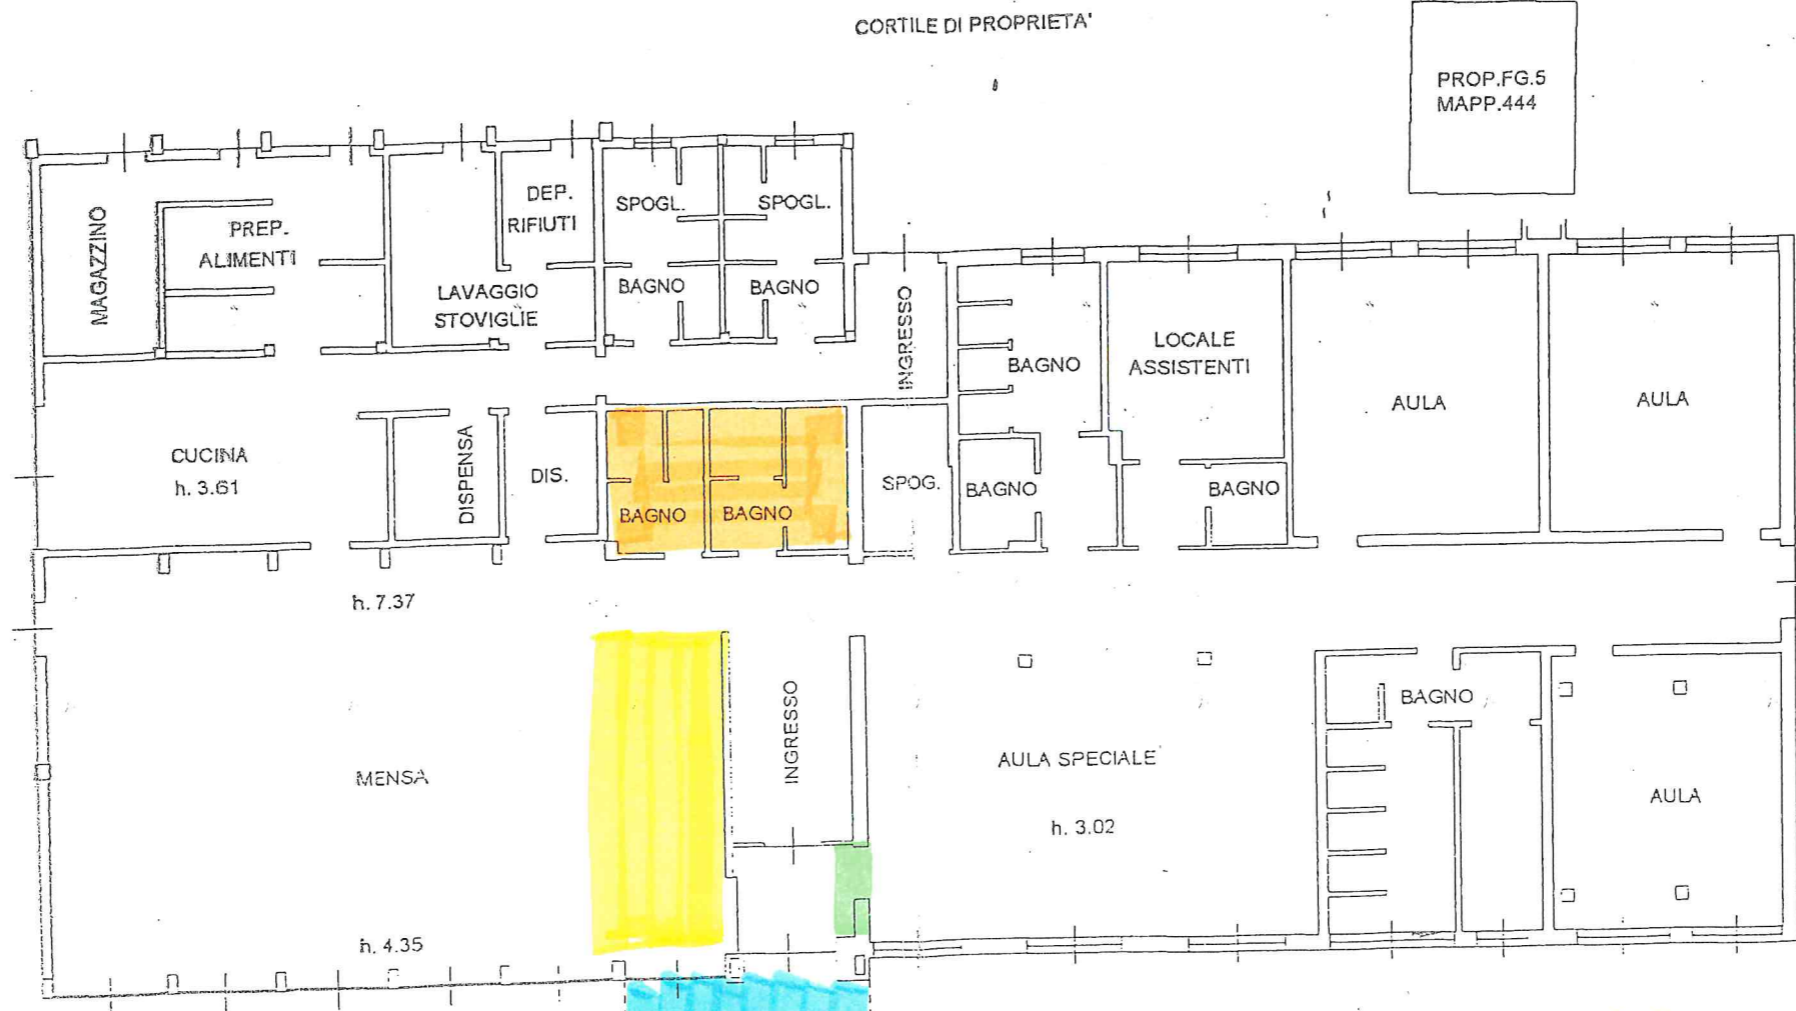 CORTILE DI PROPRIETA'
PROP.FG.5
MAPP.444
MAGAZZINO
PREP.
ALIMENTI
LAVAGGIO
STOVIGLIE
DEP.
RIFIUTI
SPOGL.
SPOGL.
BAGNO
BAGNO
INGRESSO
BAGNO
LOCALE
ASSISTENTI
AULA
AULA
CUCINA
h. 3.61
DISPENSA
DIS.
BAGNO
BAGNO
SPOG.
BAGNO
BAGNO
h. 7.37
MENSA
h. 4.35
INGRESSO
AULA SPECIALE
h. 3.02
BAGNO
AULA